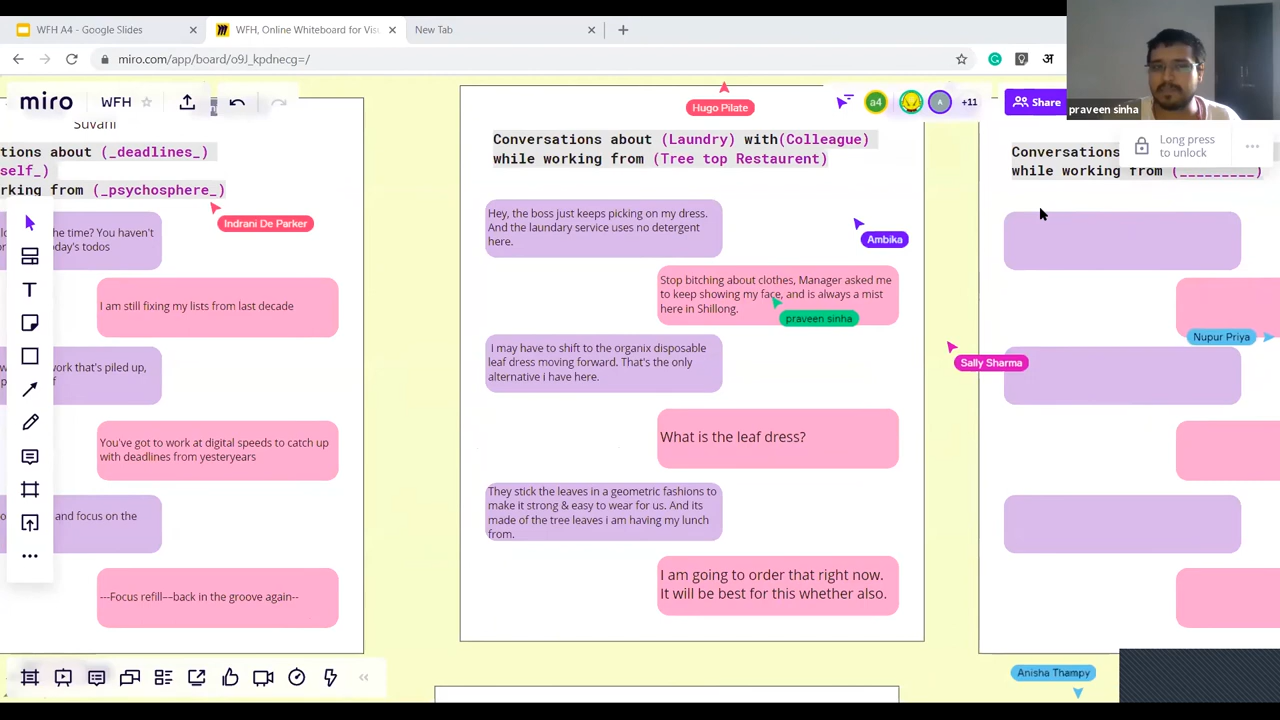 WFH A4 - Google Slides
WFH, Online Whiteboard for Visu
New Tab
miro.com/app/board/o9J_kpdnecg=/
अ
praveen sinha
miro
WFH
Hugo Pilate
a4
A
+11
Share
Long press
to unlock
Suvani
tions about (_deadlines_)
self_)
rking from (_psychosphere_)
Indrani De Parker
the time? You haven't
today's todos
I am still fixing my lists from last decade
work that's piled up,
You've got to work at digital speeds to catch up
with deadlines from yesteryears
and focus on the
---Focus refill---back in the groove again--
Conversations about (Laundry) with(Colleague)
while working from (Tree top Restaurent)
Hey, the boss just keeps picking on my dress.
And the laundary service uses no detergent
here.
Ambika
Stop bitching about clothes, Manager asked me
to keep showing my face, and is always a mist
here in Shillong.
praveen sinha
I may have to shift to the organix disposable
leaf dress moving forward. That's the only
alternative i have here.
Sally Sharma
What is the leaf dress?
They stick the leaves in a geometric fashions to
make it strong & easy to wear for us. And its
made of the tree leaves i am having my lunch
from.
I am going to order that right now.
It will be best for this whether also.
Conversations
while working from (_________)
Nupur Priya
Anisha Thampy
T